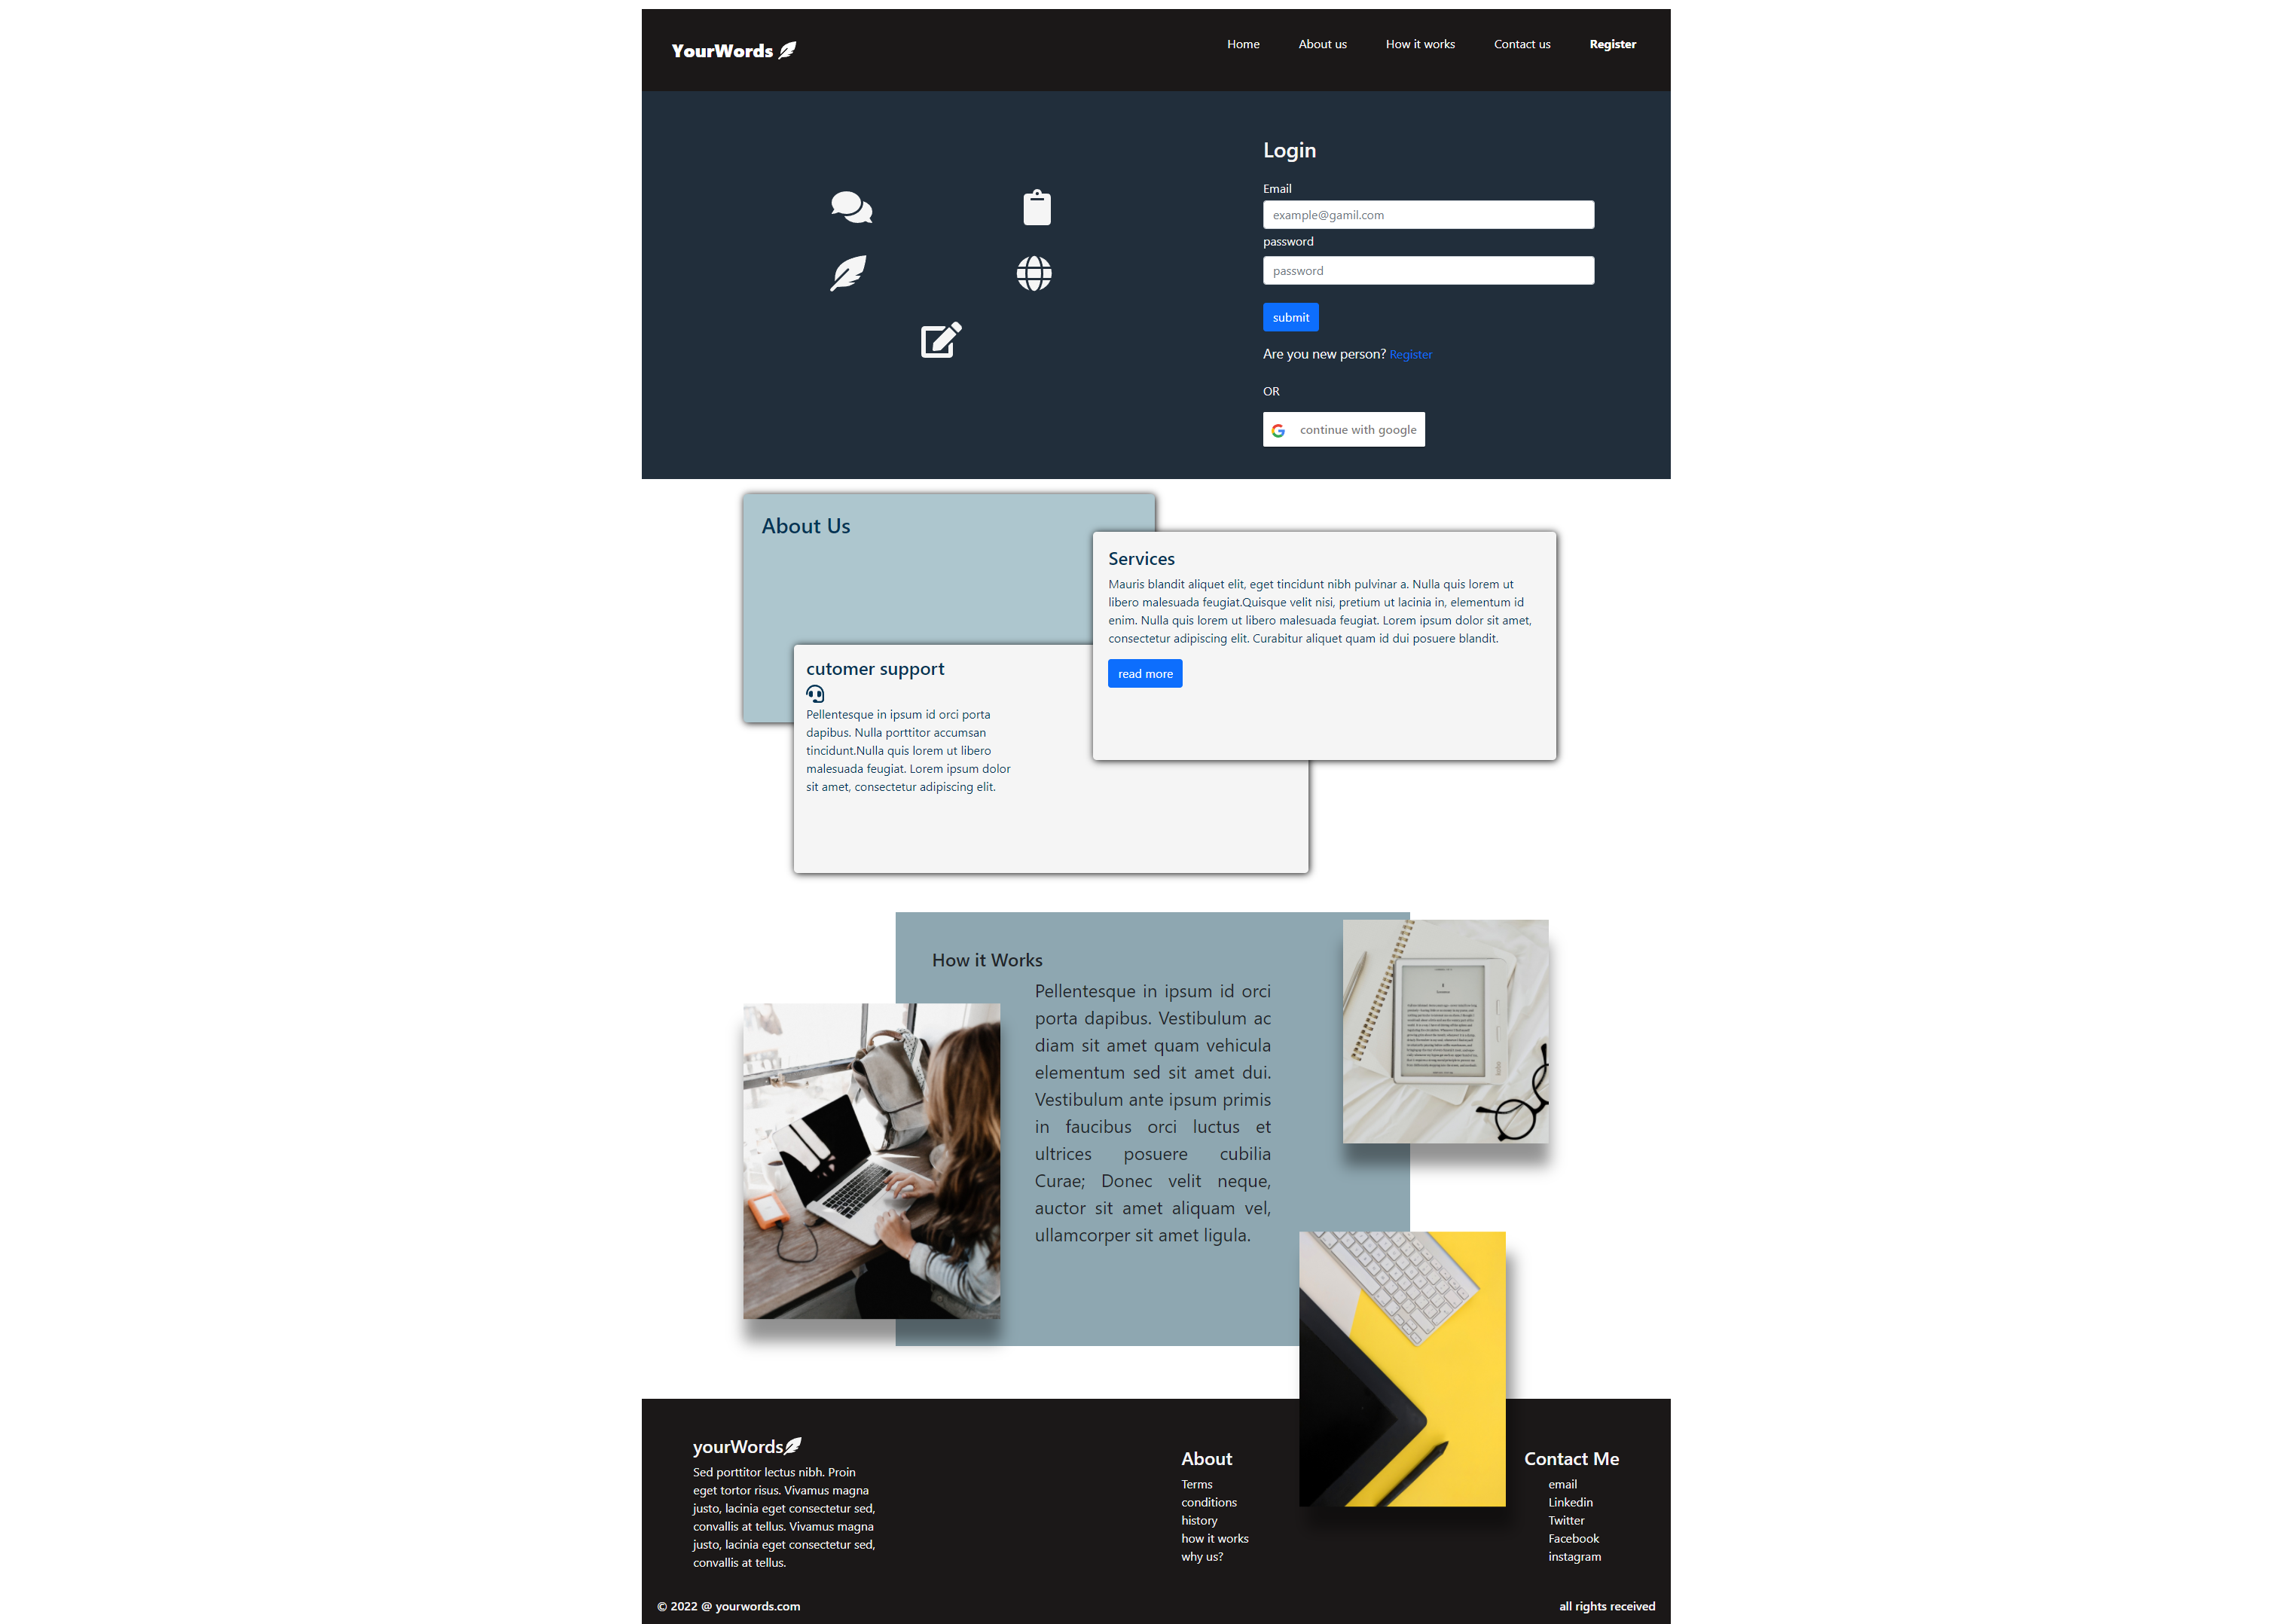 YourWords
Home About us How it works Contact us Register
Login
Email
example@gamil.com
password
password
submit
Are you new person? Register
OR
continue with google
About Us
Services
Mauris blandit aliquet elit, eget tincidunt nibh pulvinar a. Nulla quis lorem ut
libero malesuada feugiat.Quisque velit nisi, pretium ut lacinia in, elementum id
enim. Nulla quis lorem ut libero malesuada feugiat. Lorem ipsum dolor sit amet,
consectetur adipiscing elit. Curabitur aliquet quam id dui posuere blandit.
read more
cutomer support
Pellentesque in ipsum id orci porta
dapibus. Nulla porttitor accumsan
tincidunt.Nulla quis lorem ut libero
malesuada feugiat. Lorem ipsum dolor
sit amet, consectetur adipiscing elit.
How it Works
Pellentesque in ipsum id orci
porta dapibus. Vestibulum ac
diam sit amet quam vehicula
elementum sed sit amet dui.
Vestibulum ante ipsum primis
in faucibus orci luctus et
ultrices posuere cubilia
Curae; Donec velit neque,
auctor sit amet aliquam vel,
ullamcorper sit amet ligula.
yourWords
Sed porttitor lectus nibh. Proin
eget tortor risus. Vivamus magna
justo, lacinia eget consectetur sed,
convallis at tellus. Vivamus magna
justo, lacinia eget consectetur sed,
convallis at tellus.
About
Terms
conditions
history
how it works
why us?
Contact Me
email
Linkedin
Twitter
Facebook
instagram
© 2022 @ yourwords.com
all rights received